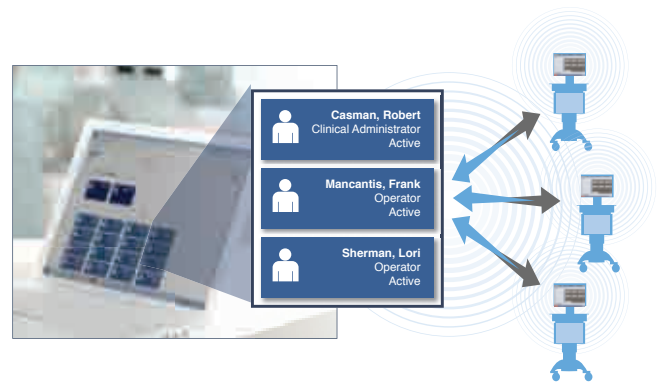 Casman, Robert
Clinical Administrator
Active
Mancantis, Frank
Operator
Active
Sherman, Lori
Operator
Active